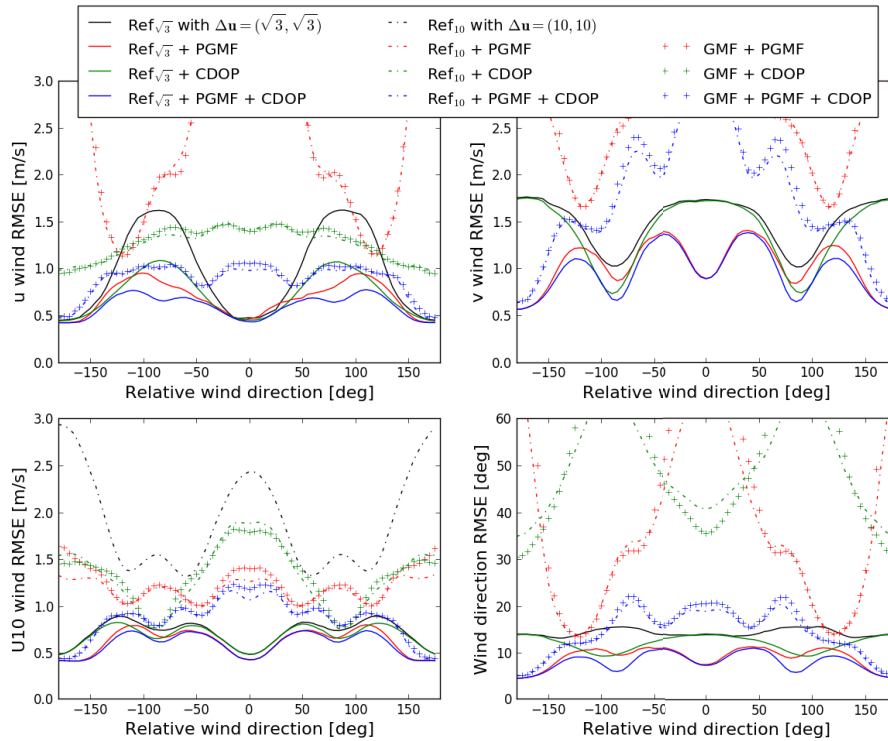 Ref√3 with Δu=(√3, √3) Ref10 with Δu=(10,10)
Ref√3 + PGMF Ref10 + PGMF GMF + PGMF
Ref√3 + CDOP Ref10 + CDOP GMF + CDOP
Ref√3 + PGMF + CDOP Ref10 + PGMF + CDOP GMF + PGMF + CDOP
u wind RMSE [m/s]
3.0
2.5
2.0
1.5
1.0
0.5
0.0
−150 −100 −50 0 50 100 150
Relative wind direction [deg]
v wind RMSE [m/s]
3.0
2.5
2.0
1.5
1.0
0.5
0.0
−150 −100 −50 0 50 100 150
Relative wind direction [deg]
U10 wind RMSE [m/s]
3.0
2.5
2.0
1.5
1.0
0.5
0.0
−150 −100 −50 0 50 100 150
Relative wind direction [deg]
Wind direction RMSE [deg]
60
50
40
30
20
10
0
−150 −100 −50 0 50 100 150
Relative wind direction [deg]